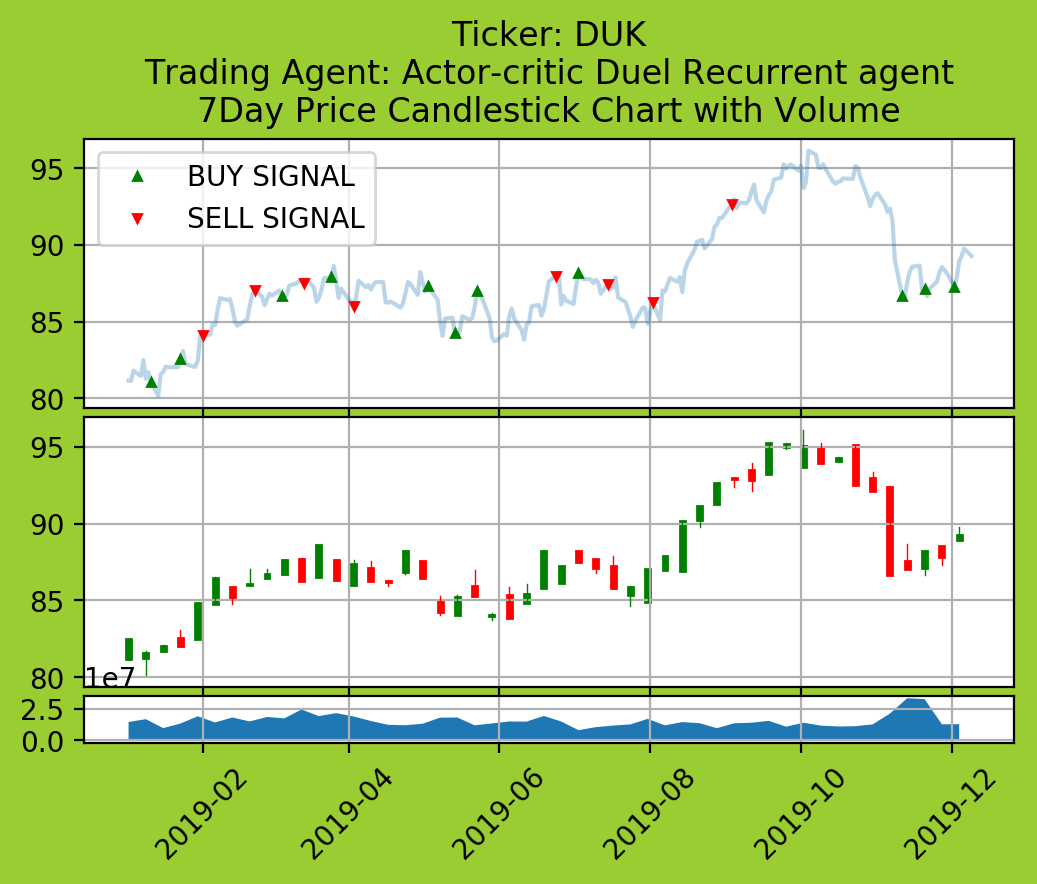 Ticker: DUK
Trading Agent: Actor-critic Duel Recurrent agent
7Day Price Candlestick Chart with Volume
BUY SIGNAL
SELL SIGNAL
95
90
85
80
95
90
85
80
1e7
2.5
0.0
2019-02
2019-04
2019-06
2019-08
2019-10
2019-12